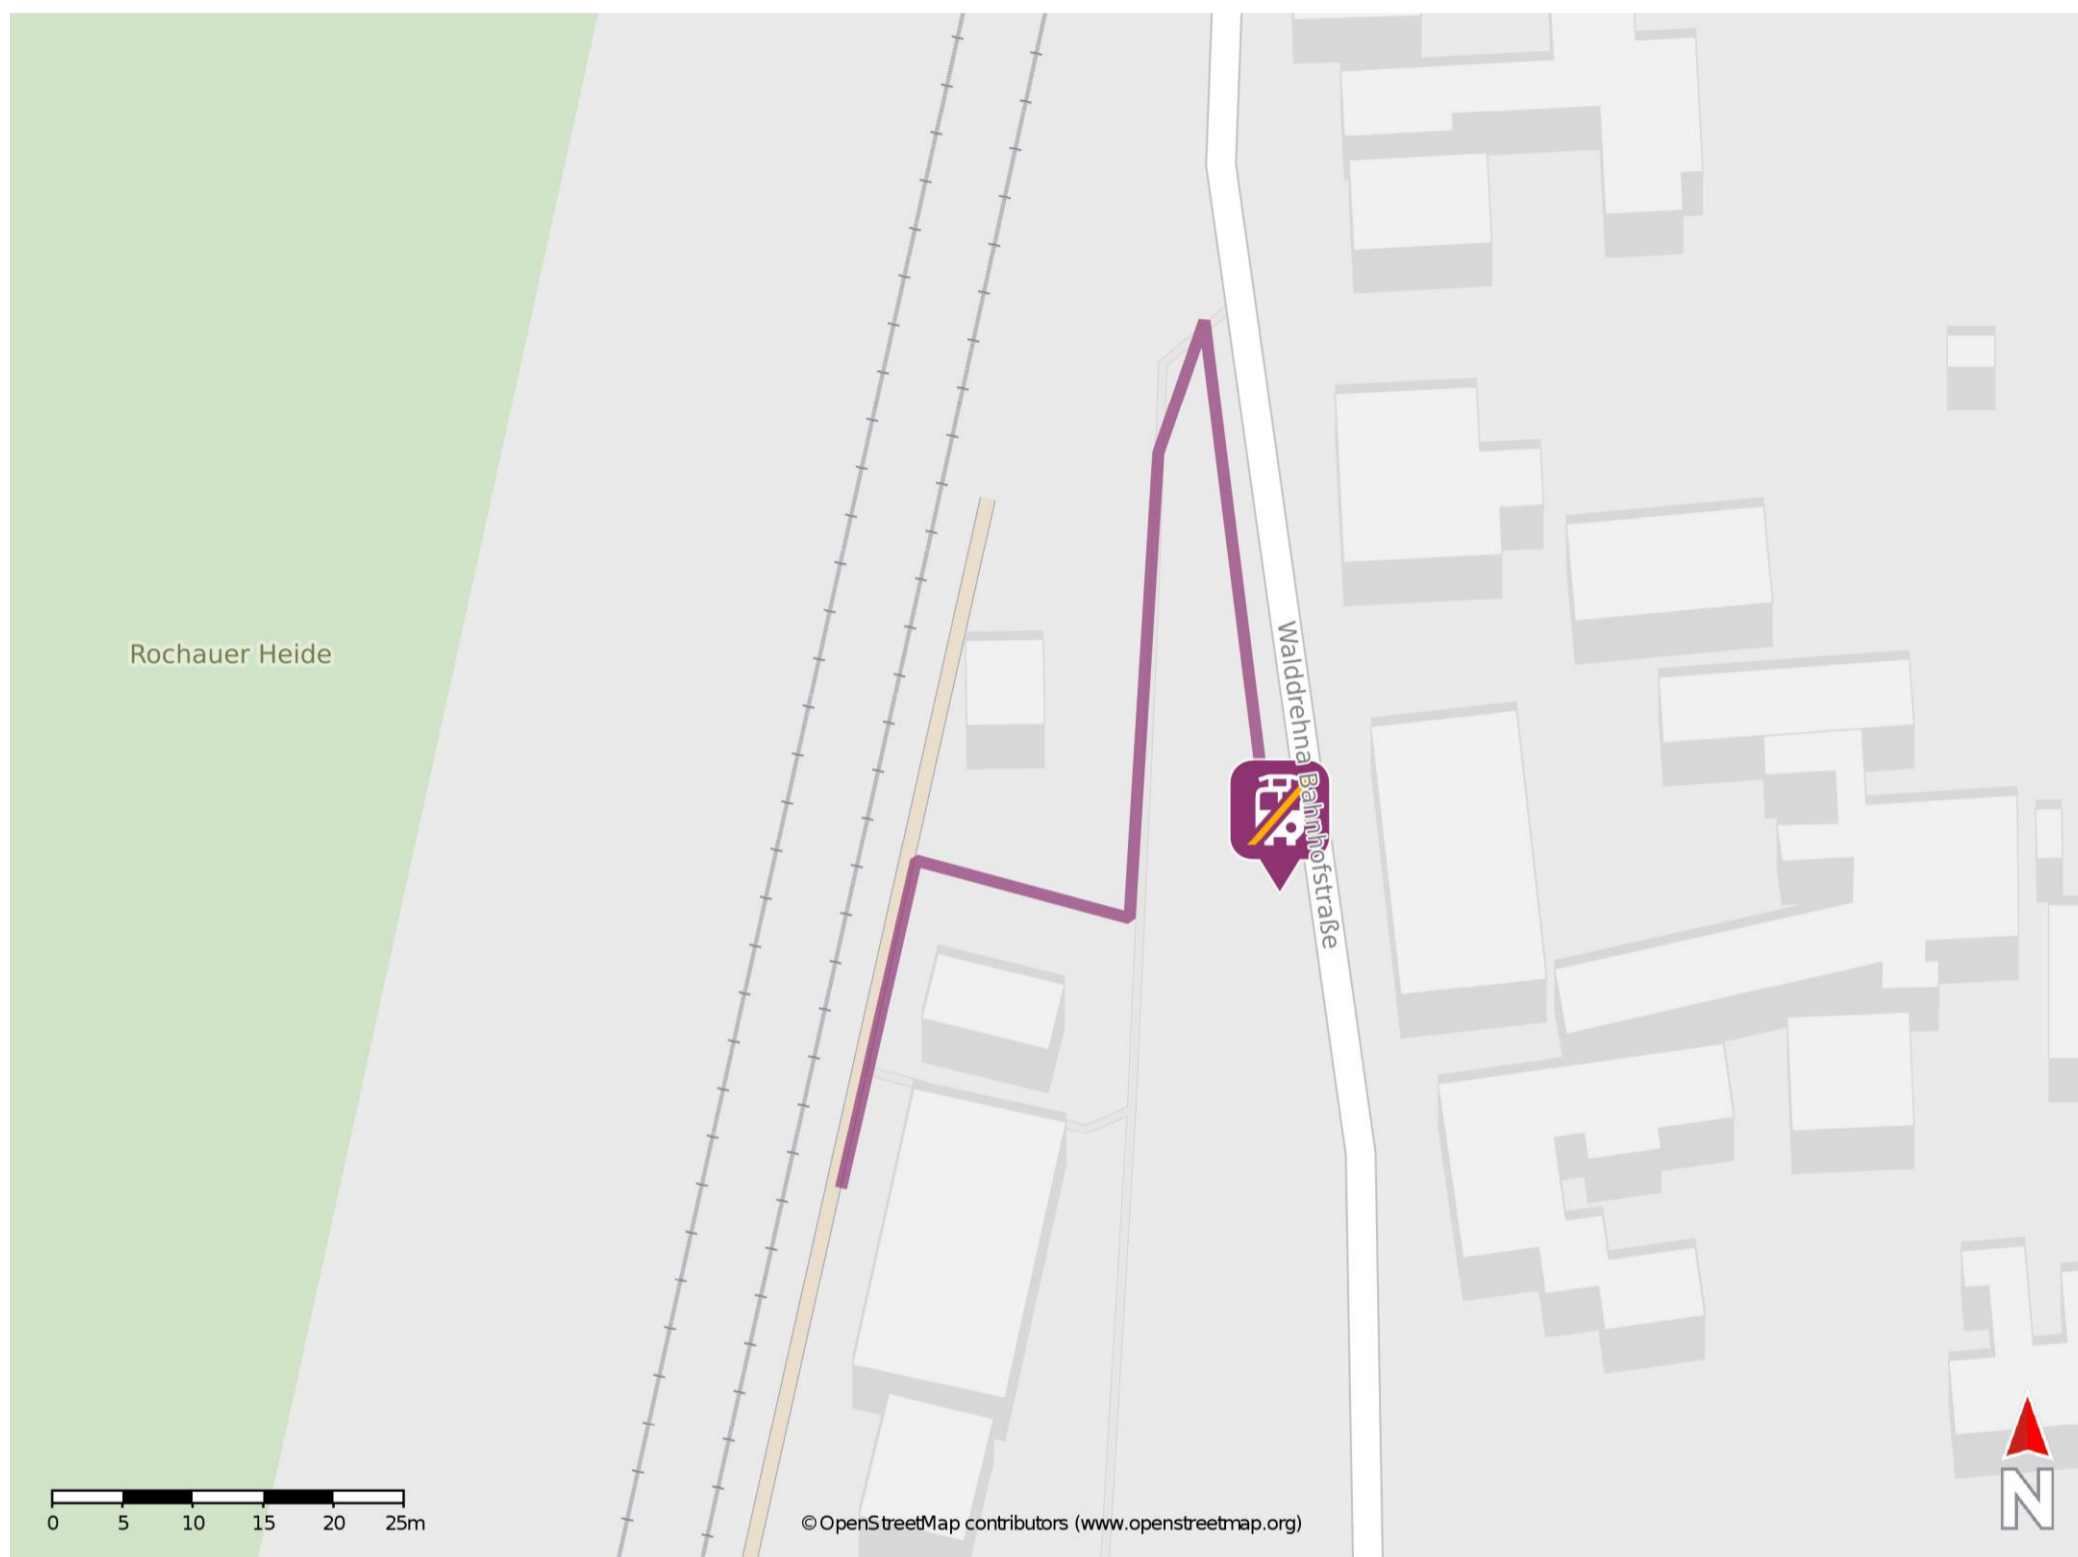 Rochauer Heide
Walddrehna Bahnhofstraße
0 5 10 15 20 25m
© OpenStreetMap contributors (www.openstreetmap.org)
N